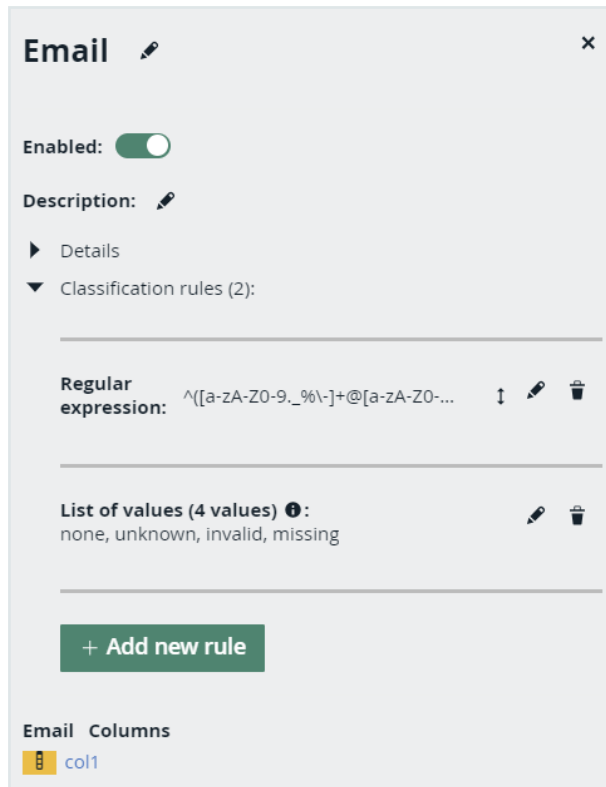 Email
Enabled:
Description:
Details
Classification rules (2):
Regular
expression:
^([a-zA-Z0-9._%\-]+@[a-zA-Z0-...
List of values (4 values) :
none, unknown, invalid, missing
+ Add new rule
Email Columns
col1